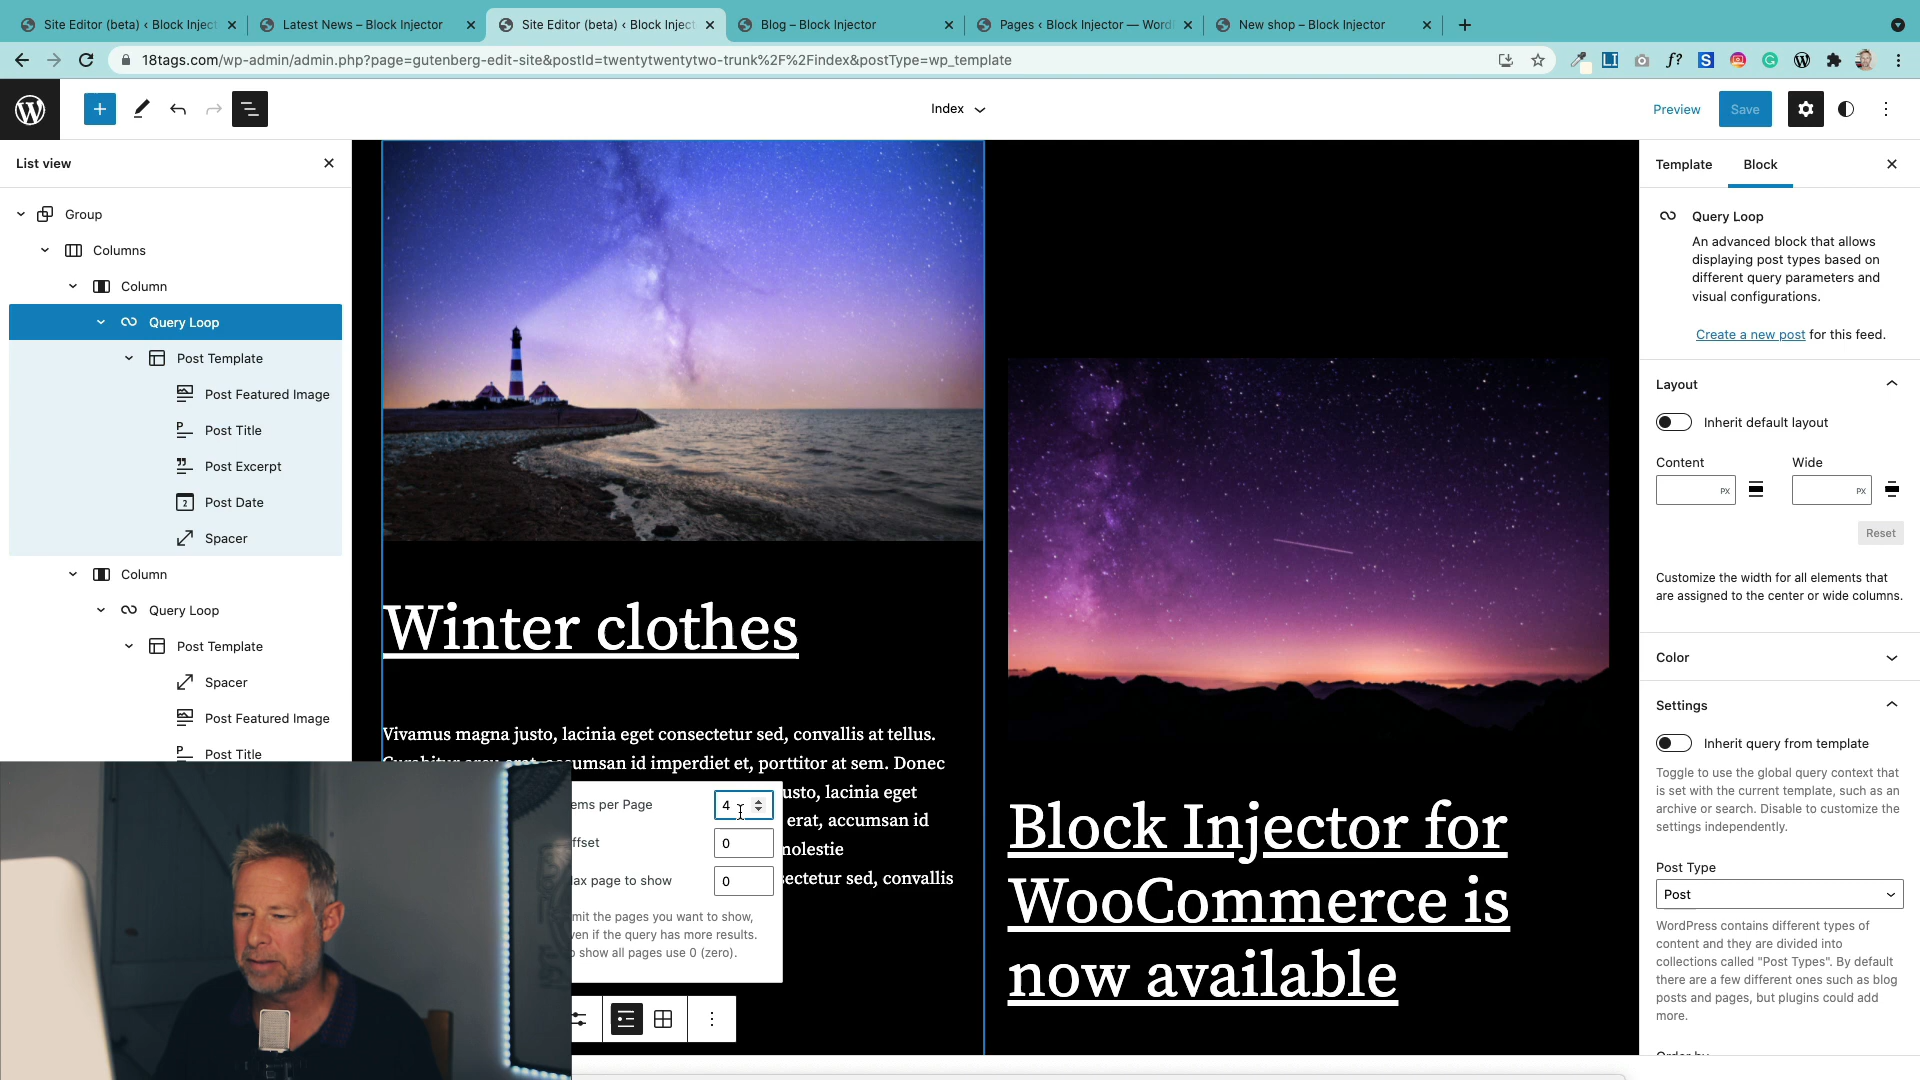 Site Editor (beta) ‹ Block Inject
Latest News – Block Injector
Site Editor (beta) ‹ Block Inject
Blog – Block Injector
Pages ‹ Block Injector — Word
New shop – Block Injector
18tags.com/wp-admin/admin.php?page=gutenberg-edit-site&postId=twentytwentytwo-trunk%2F%2Findex&postType=wp_template
Index
Preview
Save
List view
Group
Columns
Column
Query Loop
Post Template
Post Featured Image
Post Title
Post Excerpt
Post Date
Spacer
Column
Query Loop
Post Template
Spacer
Post Featured Image
Post Title
Winter clothes
Vivamus magna justo, lacinia eget consectetur sed, convallis at tellus.
accumsan id imperdiet et, porttitor at sem. Donec
usto, lacinia eget
erat, accumsan id
molestie
sectetur sed, convallis
ems per Page
4
ffset
0
ax page to show
0
mit the pages you want to show,
ven if the query has more results.
o show all pages use 0 (zero).
Block Injector for
WooCommerce is
now available
Template
Block
Query Loop
An advanced block that allows
displaying post types based on
different query parameters and
visual configurations.
Create a new post for this feed.
Layout
Inherit default layout
Content
Wide
PX
PX
Reset
Customize the width for all elements that
are assigned to the center or wide columns.
Color
Settings
Inherit query from template
Toggle to use the global query context that
is set with the current template, such as an
archive or search. Disable to customize the
settings independently.
Post Type
Post
WordPress contains different types of
content and they are divided into
collections called "Post Types". By default
there are a few different ones such as blog
posts and pages, but plugins could add
more.